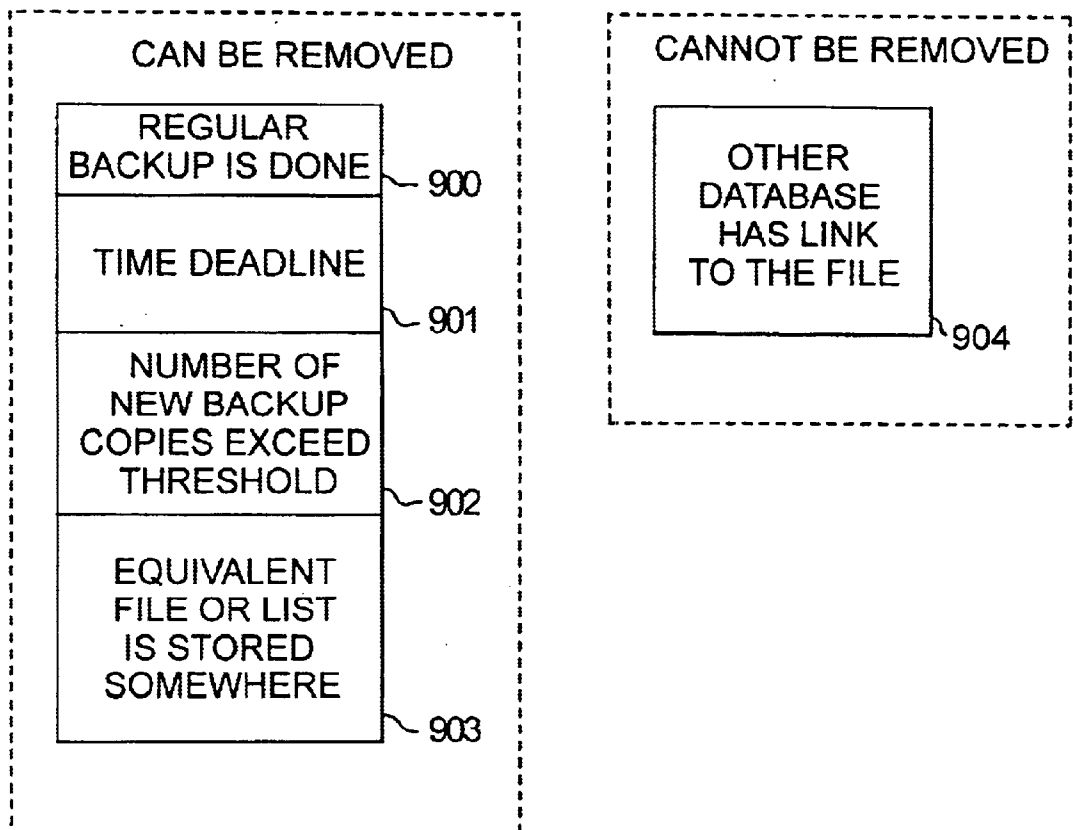 CAN BE REMOVED
REGULAR
BACKUP IS DONE
900
TIME DEADLINE
901
NUMBER OF
NEW BACKUP
COPIES EXCEED
THRESHOLD
902
EQUIVALENT
FILE OR LIST
IS STORED
SOMEWHERE
903
CANNOT BE REMOVED
OTHER
DATABASE
HAS LINK
TO THE FILE
904